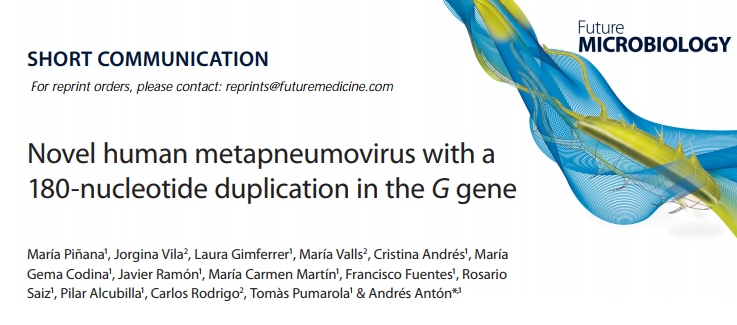 Future
MICROBIOLOGY
SHORT COMMUNICATION
For reprint orders, please contact: reprints@futuremedicine.com
Novel human metapneumovirus with a
180-nucleotide duplication in the G gene
María Piñana¹, Jorgina Vila², Laura Gimferrer¹, María Valls², Cristina Andrés¹, María
Gema Codina¹, Javier Ramón¹, María Carmen Martín¹, Francisco Fuentes¹, Rosario
Saiz¹, Pilar Alcubilla¹, Carlos Rodrigo², Tomàs Pumarola¹ & Andrés Antón*,¹